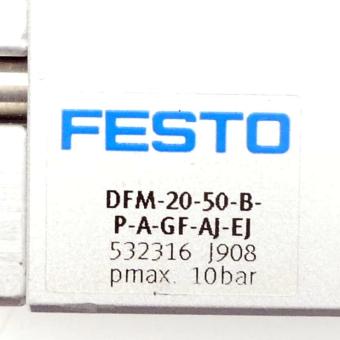 FESTO
DFM-20-50-B-
P-A-GF-AJ-EJ
532316 J908
pmax. 10bar